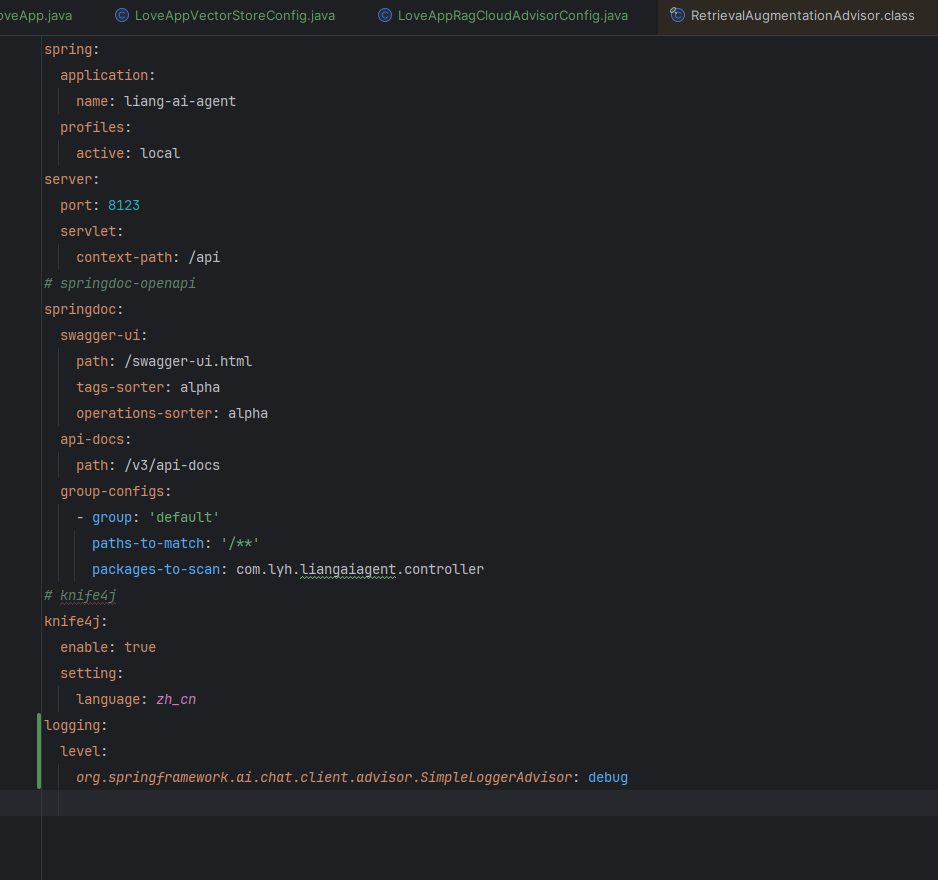 oveApp.java LoveAppVectorStoreConfig.java LoveAppRagCloudAdvisorConfig.java RetrievalAugmentationAdvisor.class
spring:
  application:
    name: liang-ai-agent
  profiles:
    active: local
server:
  port: 8123
  servlet:
    context-path: /api
# springdoc-openapi
springdoc:
  swagger-ui:
    path: /swagger-ui.html
    tags-sorter: alpha
    operations-sorter: alpha
  api-docs:
    path: /v3/api-docs
  group-configs:
    - group: 'default'
      paths-to-match: '/**'
      packages-to-scan: com.lyh.liangaiagent.controller
# knife4j
knife4j:
  enable: true
  setting:
    language: zh_cn
logging:
  level:
    org.springframework.ai.chat.client.advisor.SimpleLoggerAdvisor: debug